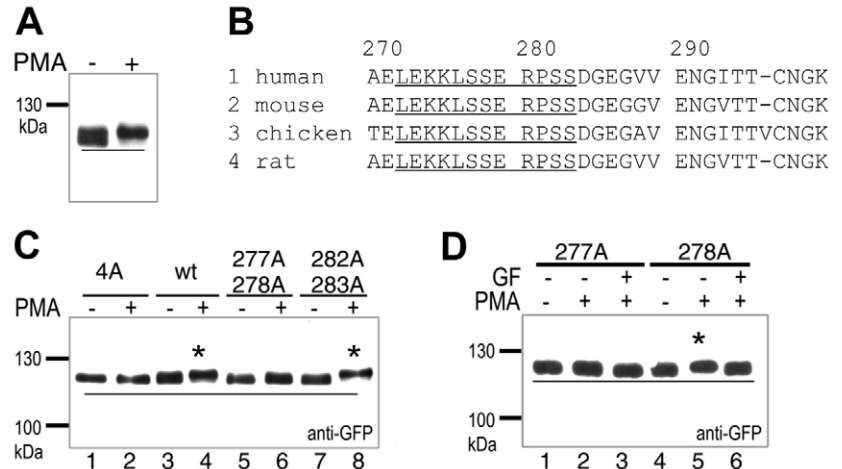 A
PMA - +
130
kDa
B
270 280 290
1 human AELEKKLSSE RPSSDGEGVV ENGITT-CNGK
2 mouse AELEKKLSSE RPSSDGEGGV ENGVTT-CNGK
3 chicken TELEKKLSSE RPSSDGEGAV ENGITTVCNGK
4 rat AELEKKLSSE RPSSDGEGVV ENGVTT-CNGK
C
4A wt 277A 282A
278A 283A
PMA - + - + - + - +
* *
130
100
kDa
anti-GFP
1 2 3 4 5 6 7 8
D
277A 278A
GF - - + - - +
PMA - + + - + +
*
130
100
kDa
anti-GFP
1 2 3 4 5 6